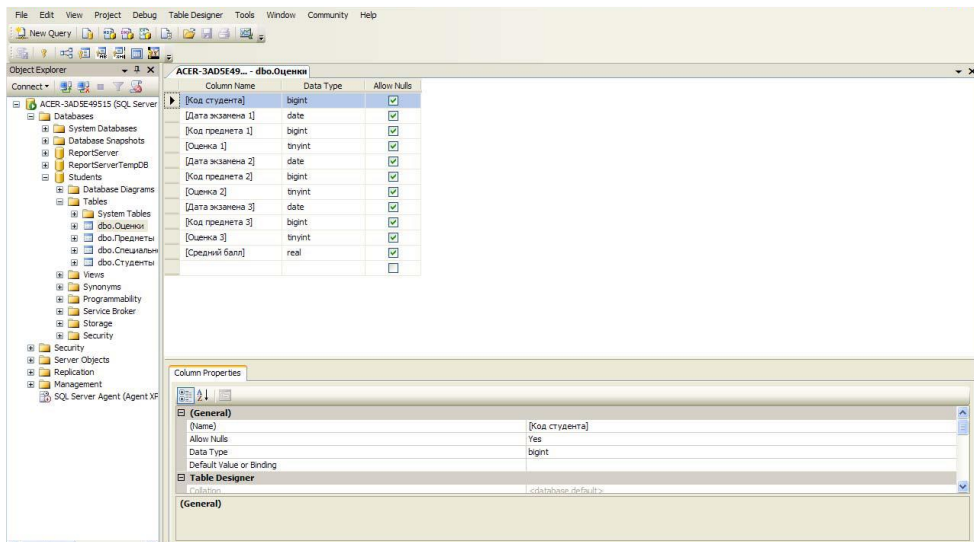 File Edit View Project Debug Table Designer Tools Window Community Help
New Query
Object Explorer
ACER-3AD5E49... - dbo.Оценки
Connect
Column Name Data Type Allow Nulls
ACER-3AD5E49515 (SQL Server
[Код студента] bigint
Databases
[Дата экзамена 1] date
System Databases
[Код предмета 1] bigint
Database Snapshots
[Оценка 1] tinyint
ReportServer
[Дата экзамена 2] date
ReportServerTempDB
[Код предмета 2] bigint
Students
[Оценка 2] tinyint
Database Diagrams
[Дата экзамена 3] date
Tables
[Код предмета 3] bigint
System Tables
[Оценка 3] tinyint
dbo.Оценки
[Средний балл] real
dbo.Предметы
dbo.Специальн
dbo.Студенты
Views
Synonyms
Programmability
Service Broker
Storage
Security
Security
Server Objects
Replication
Management
SQL Server Agent (Agent XP
Column Properties
(General)
(Name) [Код студента]
Allow Nulls Yes
Data Type bigint
Default Value or Binding
Table Designer
Collation <database default>
(General)